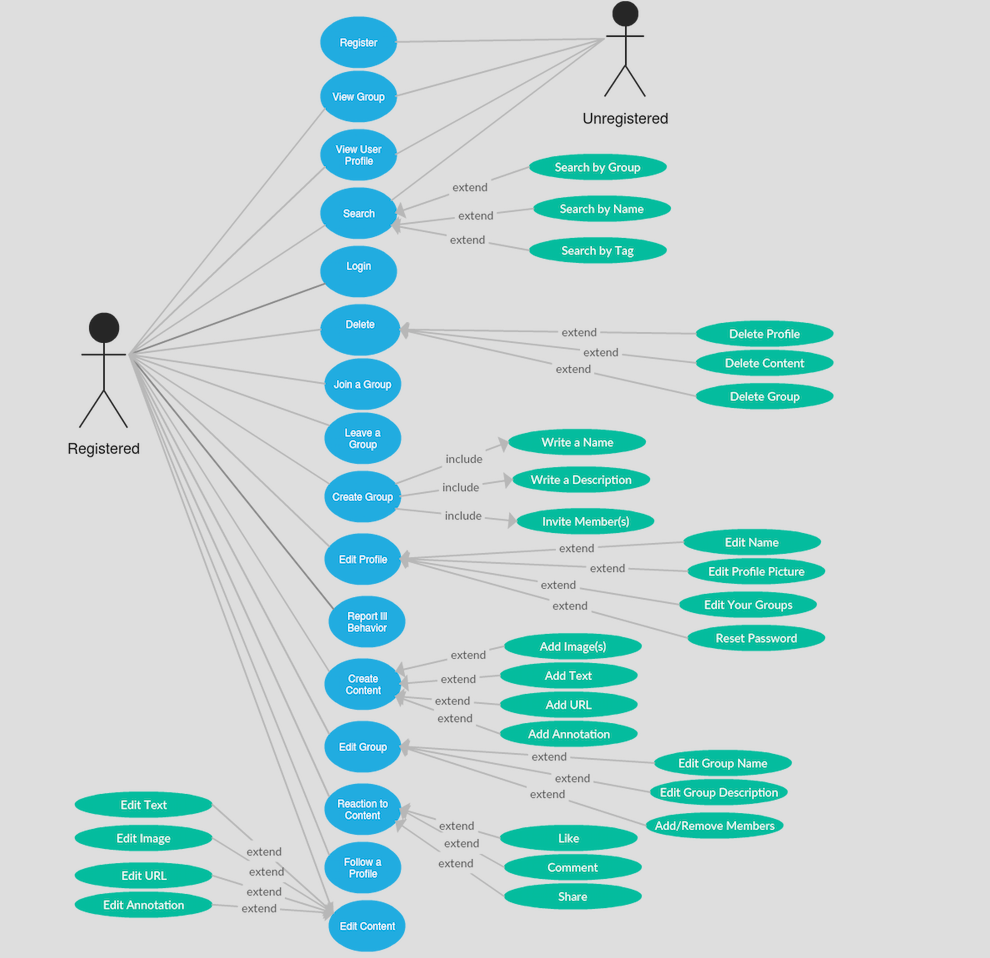 Register
Unregistered
View Group
View User
Profile
Search by Group
extend
Search
Search by Name
extend
extend
Search by Tag
Login
Registered
Delete
extend
Delete Profile
extend
Delete Content
extend
Delete Group
Join a Group
Leave a
Group
Write a Name
include
Create Group
include
Write a Description
include
Invite Member(s)
Edit Profile
extend
Edit Name
extend
Edit Profile Picture
extend
Edit Your Groups
extend
Reset Password
Report Ill
Behavior
Create
Content
extend
Add Image(s)
extend
Add Text
extend
Add URL
extend
Add Annotation
Edit Group
extend
Edit Group Name
extend
Edit Group Description
extend
Add/Remove Members
Reaction to
Content
extend
Like
extend
Comment
extend
Share
Follow a
Profile
Edit Text
extend
Edit Image
extend
Edit URL
extend
Edit Annotation
extend
Edit Content